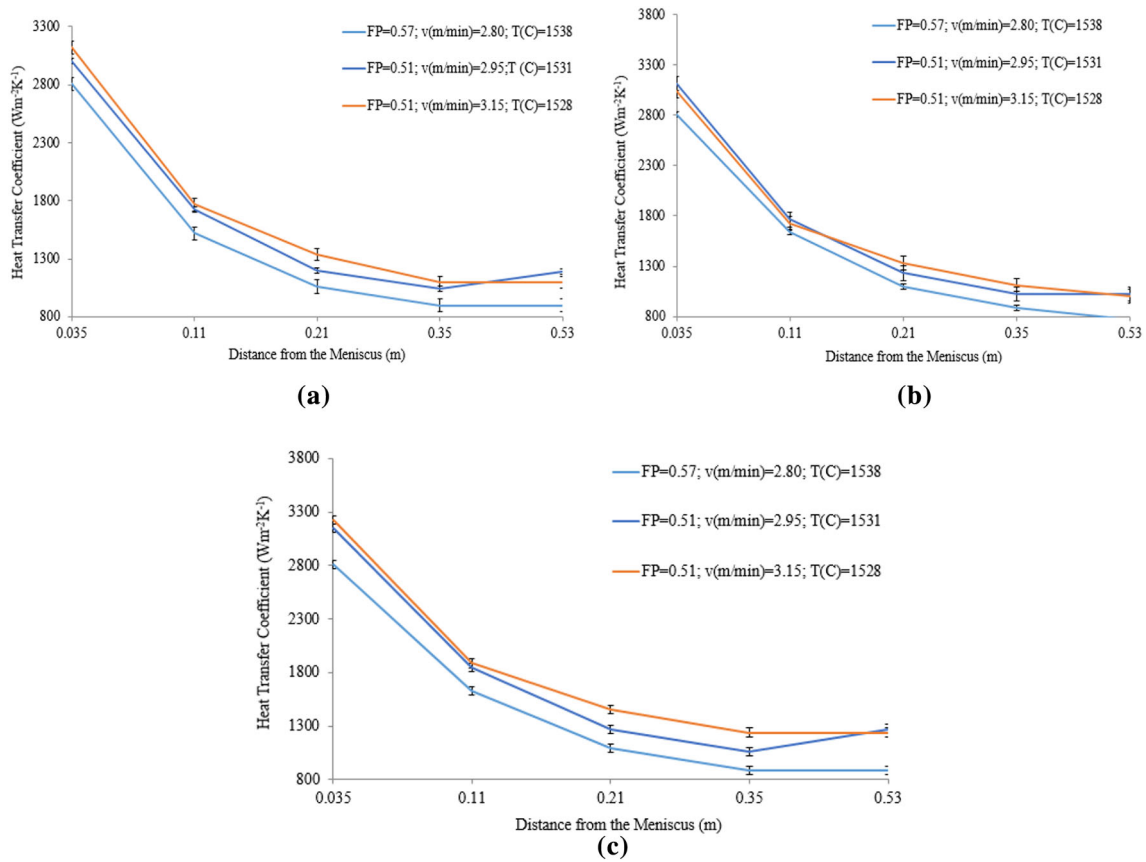 3300
2800
2300
1800
1300
800
Heat Transfer Coefficient (Wm⁻²K⁻¹)
FP=0.57; v(m/min)=2.80; T(C)=1538
FP=0.51; v(m/min)=2.95;T (C)=1531
FP=0.51; v(m/min)=3.15; T(C)=1528
0.035 0.11 0.21 0.35 0.53
Distance from the Meniscus (m)
(a)
3800
3300
2800
2300
1800
1300
800
Heat Transfer Coefficient (Wm⁻²K⁻¹)
FP=0.57; v(m/min)=2.80; T(C)=1538
FP=0.51; v(m/min)=2.95; T(C)=1531
FP=0.51; v(m/min)=3.15; T(C)=1528
0.035 0.11 0.21 0.35 0.53
Distance from the Meniscus (m)
(b)
3800
3300
2800
2300
1800
1300
800
Heat Transfer Coefficient (Wm⁻²K⁻¹)
FP=0.57; v(m/min)=2.80; T(C)=1538
FP=0.51; v(m/min)=2.95; T(C)=1531
FP=0.51; v(m/min)=3.15; T(C)=1528
0.035 0.11 0.21 0.35 0.53
Distance from the Meniscus (m)
(c)